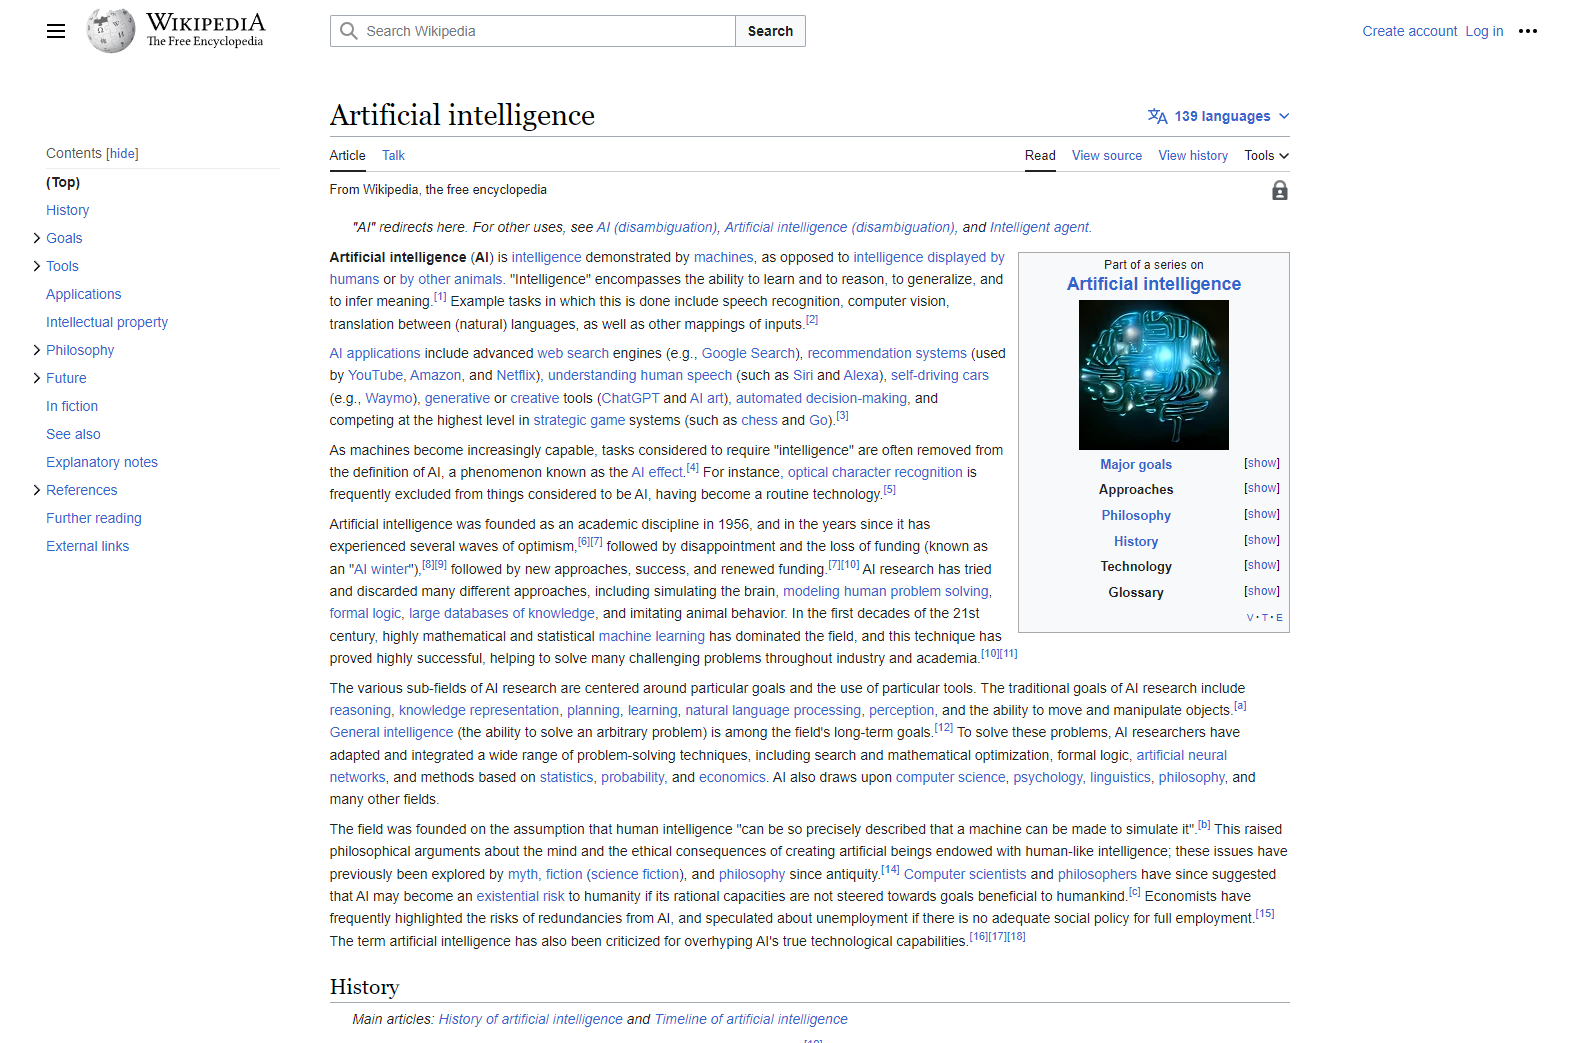 WIKIPEDIA
The Free Encyclopedia
Search Wikipedia
Search
Create account Log in
Artificial intelligence
139 languages
Article Talk
Read View source View history Tools
From Wikipedia, the free encyclopedia
Contents [hide]
(Top)
History
Goals
Tools
Applications
Intellectual property
Philosophy
Future
In fiction
See also
Explanatory notes
References
Further reading
External links
"AI" redirects here. For other uses, see AI (disambiguation), Artificial intelligence (disambiguation), and Intelligent agent.
Artificial intelligence (AI) is intelligence demonstrated by machines, as opposed to intelligence displayed by
humans or by other animals. "Intelligence" encompasses the ability to learn and to reason, to generalize, and
to infer meaning.[1] Example tasks in which this is done include speech recognition, computer vision,
translation between (natural) languages, as well as other mappings of inputs.[2]
AI applications include advanced web search engines (e.g., Google Search), recommendation systems (used
by YouTube, Amazon, and Netflix), understanding human speech (such as Siri and Alexa), self-driving cars
(e.g., Waymo), generative or creative tools (ChatGPT and AI art), automated decision-making, and
competing at the highest level in strategic game systems (such as chess and Go).[3]
As machines become increasingly capable, tasks considered to require "intelligence" are often removed from
the definition of AI, a phenomenon known as the AI effect.[4] For instance, optical character recognition is
frequently excluded from things considered to be AI, having become a routine technology.[5]
Artificial intelligence was founded as an academic discipline in 1956, and in the years since it has
experienced several waves of optimism,[6][7] followed by disappointment and the loss of funding (known as
an "AI winter"),[8][9] followed by new approaches, success, and renewed funding.[7][10] AI research has tried
and discarded many different approaches, including simulating the brain, modeling human problem solving,
formal logic, large databases of knowledge, and imitating animal behavior. In the first decades of the 21st
century, highly mathematical and statistical machine learning has dominated the field, and this technique has
proved highly successful, helping to solve many challenging problems throughout industry and academia.[10][11]
Part of a series on
Artificial intelligence
Major goals [show]
Approaches [show]
Philosophy [show]
History [show]
Technology [show]
Glossary [show]
V · T · E
The various sub-fields of AI research are centered around particular goals and the use of particular tools. The traditional goals of AI research include
reasoning, knowledge representation, planning, learning, natural language processing, perception, and the ability to move and manipulate objects.[a]
General intelligence (the ability to solve an arbitrary problem) is among the field's long-term goals.[12] To solve these problems, AI researchers have
adapted and integrated a wide range of problem-solving techniques, including search and mathematical optimization, formal logic, artificial neural
networks, and methods based on statistics, probability, and economics. AI also draws upon computer science, psychology, linguistics, philosophy, and
many other fields.
The field was founded on the assumption that human intelligence "can be so precisely described that a machine can be made to simulate it".[b] This raised
philosophical arguments about the mind and the ethical consequences of creating artificial beings endowed with human-like intelligence; these issues have
previously been explored by myth, fiction (science fiction), and philosophy since antiquity.[14] Computer scientists and philosophers have since suggested
that AI may become an existential risk to humanity if its rational capacities are not steered towards goals beneficial to humankind.[c] Economists have
frequently highlighted the risks of redundancies from AI, and speculated about unemployment if there is no adequate social policy for full employment.[15]
The term artificial intelligence has also been criticized for overhyping AI's true technological capabilities.[16][17][18]
History
Main articles: History of artificial intelligence and Timeline of artificial intelligence